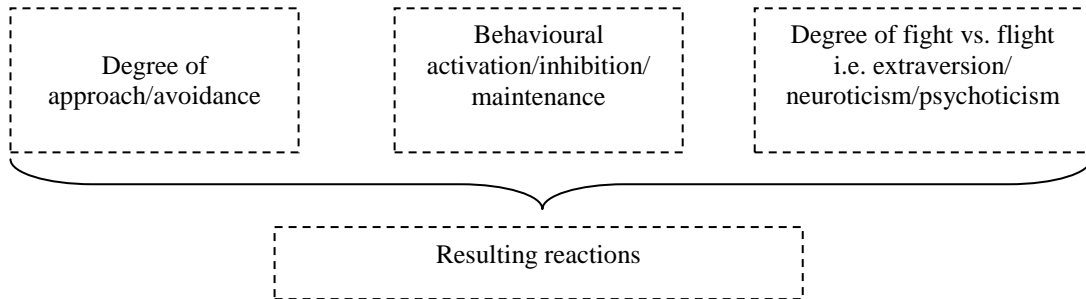 Degree of
approach/avoidance
Behavioural
activation/inhibition/
maintenance
Degree of fight vs. flight
i.e. extraversion/
neuroticism/psychoticism
Resulting reactions